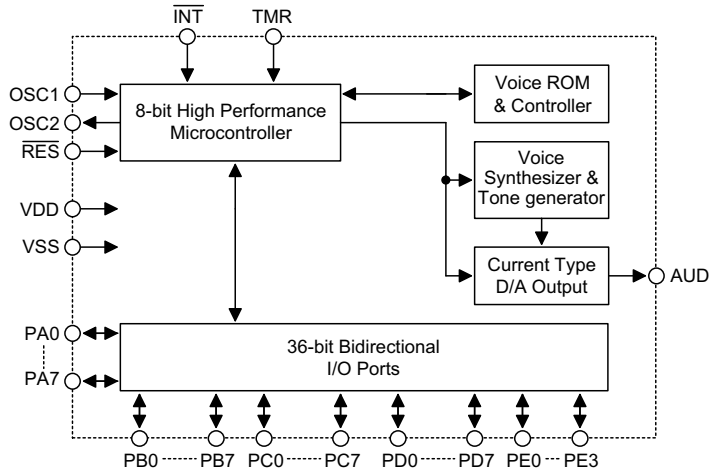 INT TMR
OSC1
OSC2
RES
VDD
VSS
8-bit High Performance
Microcontroller
Voice ROM
& Controller
Voice
Synthesizer &
Tone generator
Current Type
D/A Output
AUD
PA0
PA7
36-bit Bidirectional
I/O Ports
PB0 PB7 PC0 PC7 PD0 PD7 PE0 PE3